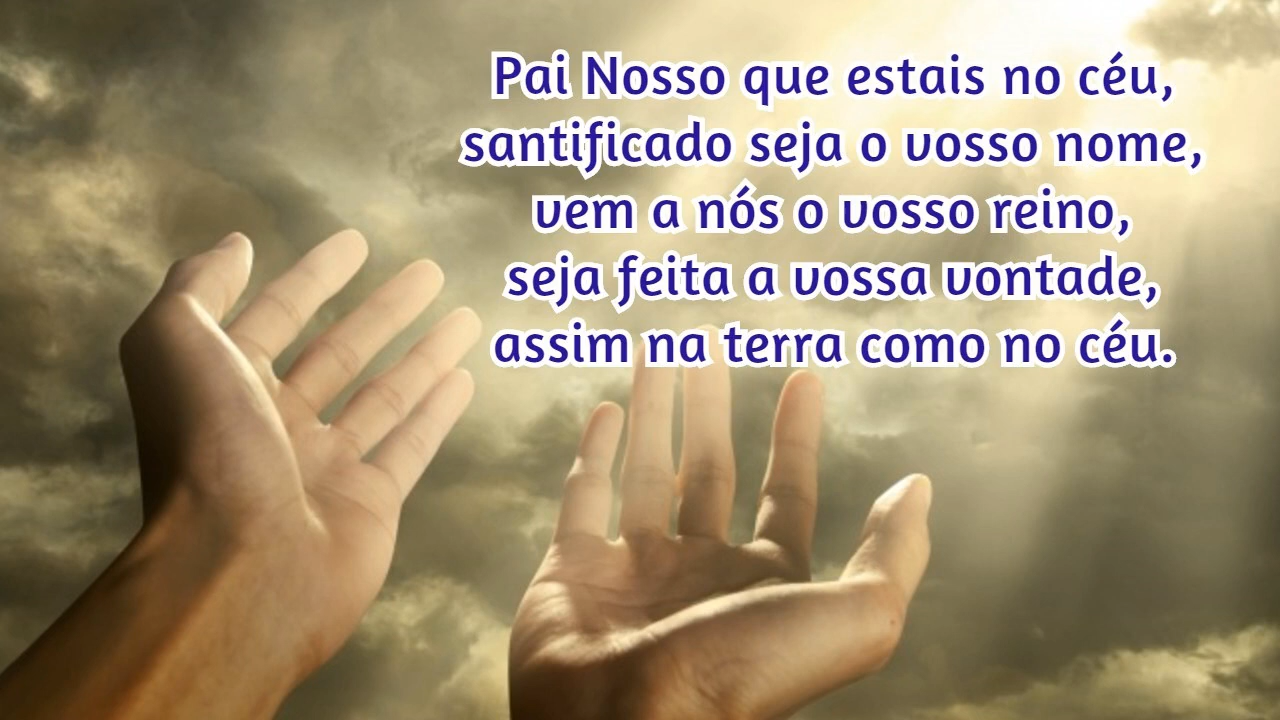 Pai Nosso que estais no céu,
santificado seja o vosso nome,
vem a nós o vosso reino,
seja feita a vossa vontade,
assim na terra como no céu.